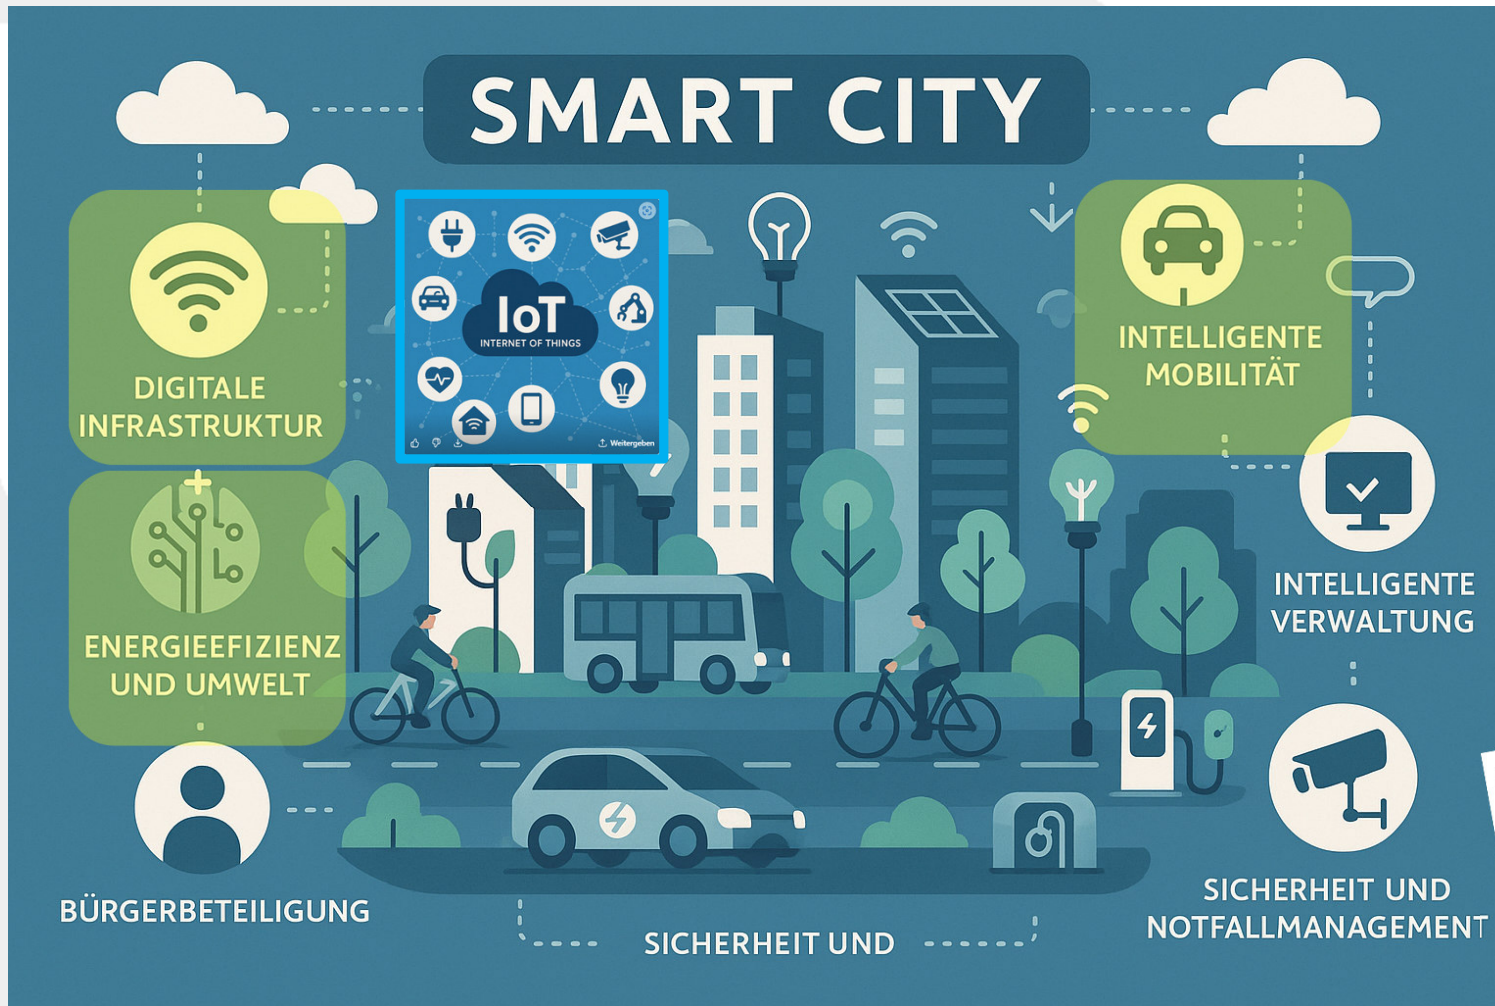 SMART CITY
DIGITALE
INFRASTRUKTUR
IoT
INTERNET OF THINGS
Weitergeben
INTELLIGENTE
MOBILITÄT
ENERGIEEFIZIENZ
UND UMWELT
INTELLIGENTE
VERWALTUNG
BÜRGERBETEILIGUNG
SICHERHEIT UND
SICHERHEIT UND
NOTFALLMANAGEMENT